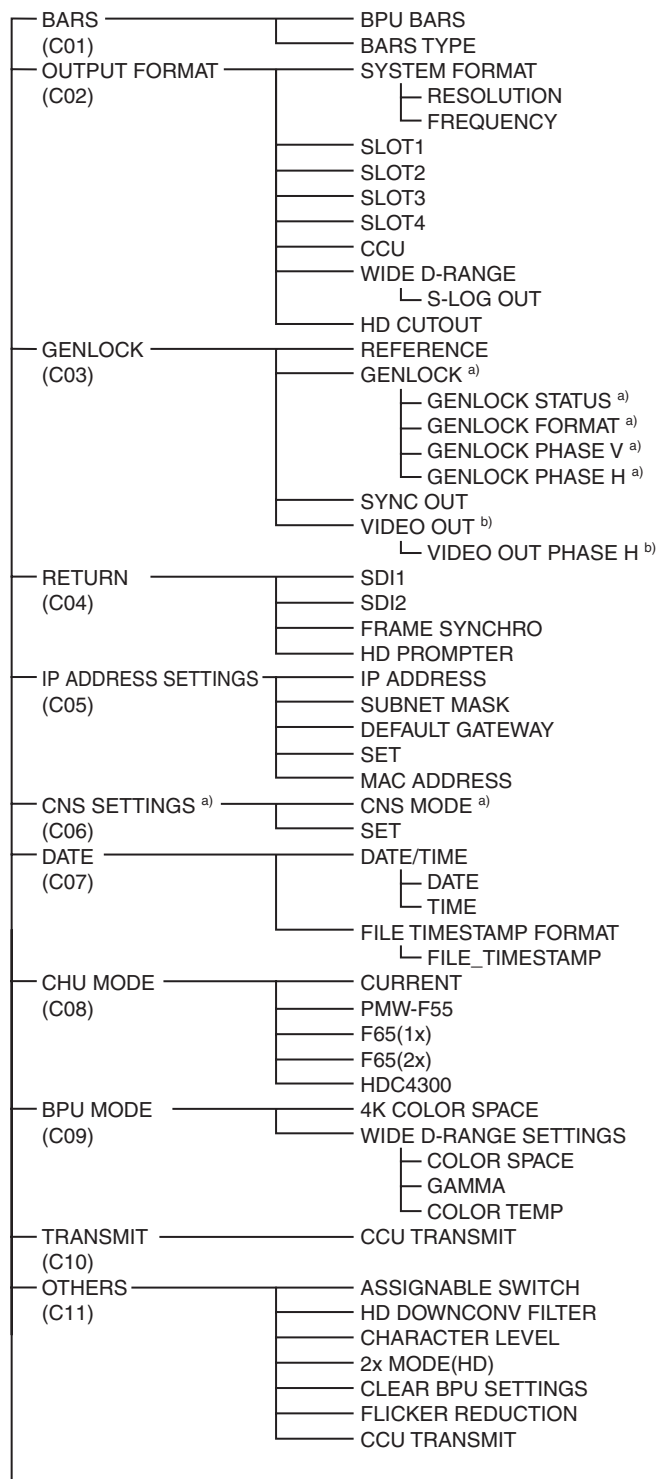 BARS
(C01)
BPU BARS
BARS TYPE
OUTPUT FORMAT
(C02)
SYSTEM FORMAT
RESOLUTION
FREQUENCY
SLOT1
SLOT2
SLOT3
SLOT4
CCU
WIDE D-RANGE
S-LOG OUT
HD CUTOUT
GENLOCK
(C03)
REFERENCE
GENLOCK a)
GENLOCK STATUS a)
GENLOCK FORMAT a)
GENLOCK PHASE V a)
GENLOCK PHASE H a)
SYNC OUT
VIDEO OUT b)
VIDEO OUT PHASE H b)
RETURN
(C04)
SDI1
SDI2
FRAME SYNCHRO
HD PROMPTER
IP ADDRESS SETTINGS
(C05)
IP ADDRESS
SUBNET MASK
DEFAULT GATEWAY
SET
MAC ADDRESS
CNS SETTINGS a)
(C06)
CNS MODE a)
SET
DATE
(C07)
DATE/TIME
DATE
TIME
FILE TIMESTAMP FORMAT
FILE_TIMESTAMP
CHU MODE
(C08)
CURRENT
PMW-F55
F65(1x)
F65(2x)
HDC4300
BPU MODE
(C09)
4K COLOR SPACE
WIDE D-RANGE SETTINGS
COLOR SPACE
GAMMA
COLOR TEMP
TRANSMIT
(C10)
CCU TRANSMIT
OTHERS
(C11)
ASSIGNABLE SWITCH
HD DOWNCONV FILTER
CHARACTER LEVEL
2x MODE(HD)
CLEAR BPU SETTINGS
FLICKER REDUCTION
CCU TRANSMIT